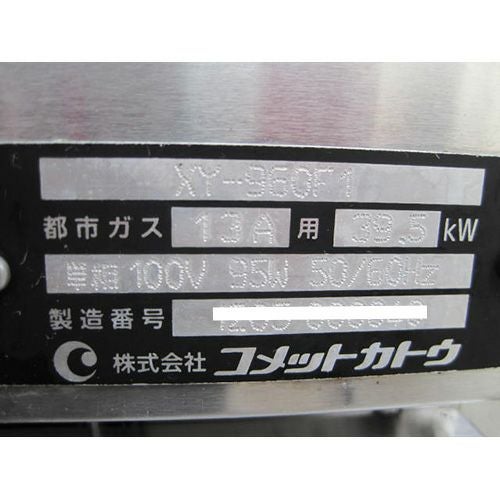 XY-960F1
都市ガス 13A 用 39.5 kW
単相 100V 95W 50/60Hz
製造番号
株式会社 コメットカトウ